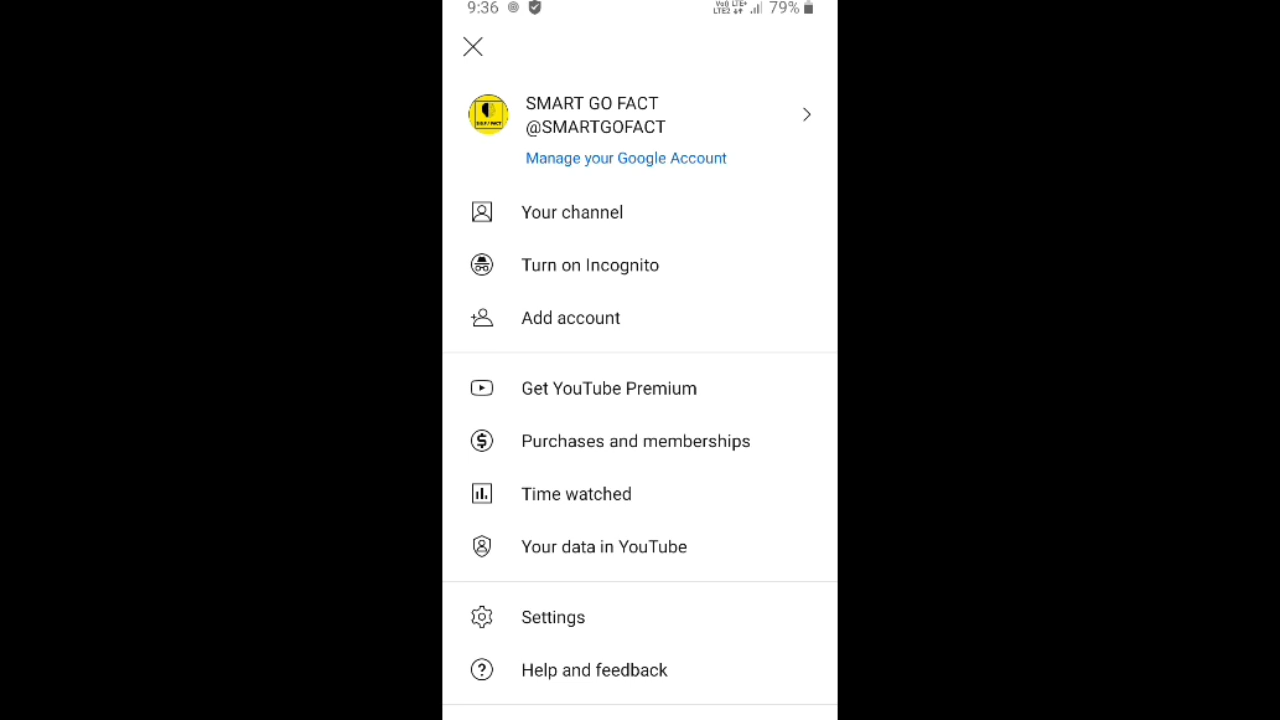 9:36 79%
SMART GO FACT
@SMARTGOFACT
Manage your Google Account
Your channel
Turn on Incognito
Add account
Get YouTube Premium
Purchases and memberships
Time watched
Your data in YouTube
Settings
Help and feedback